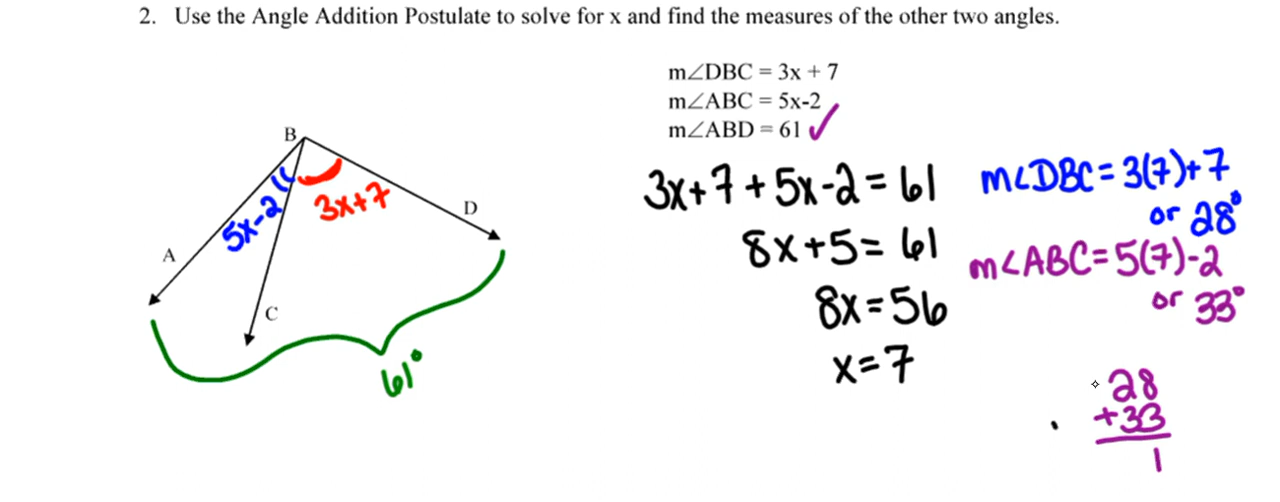 2. Use the Angle Addition Postulate to solve for x and find the measures of the other two angles.
m∠DBC = 3x + 7
m∠ABC = 5x-2
m∠ABD = 61 ✓
B
5x-2
3x+7
D
A
C
61°
3x+7+5x-2=61
8x+5=61
8x=56
x=7
m∠DBC=3(7)+7
or 28°
m∠ABC=5(7)-2
or 33°
28
+33
1